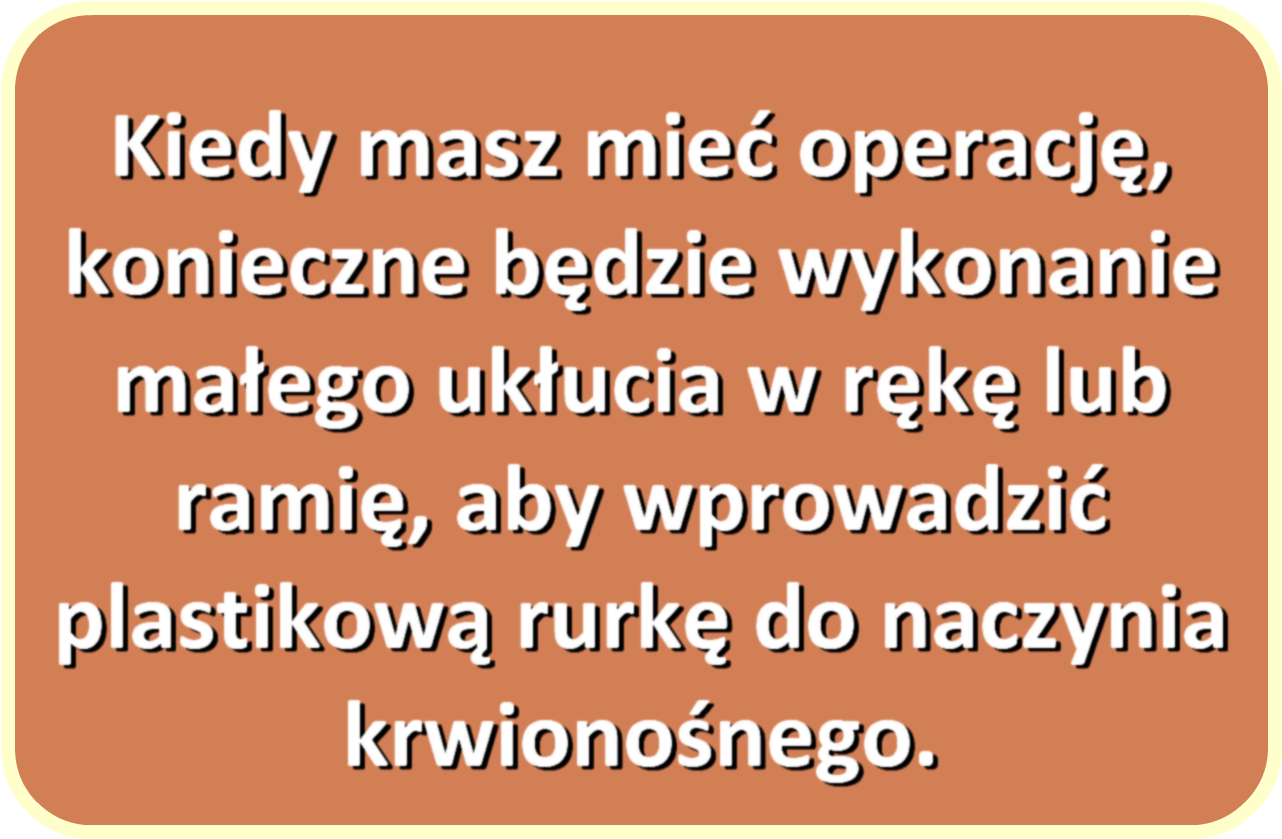 Kiedy masz mieć operację,
konieczne będzie wykonanie
małego ukłucia w rękę lub
ramię, aby wprowadzić
plastikową rurkę do naczynia
krwionośnego.